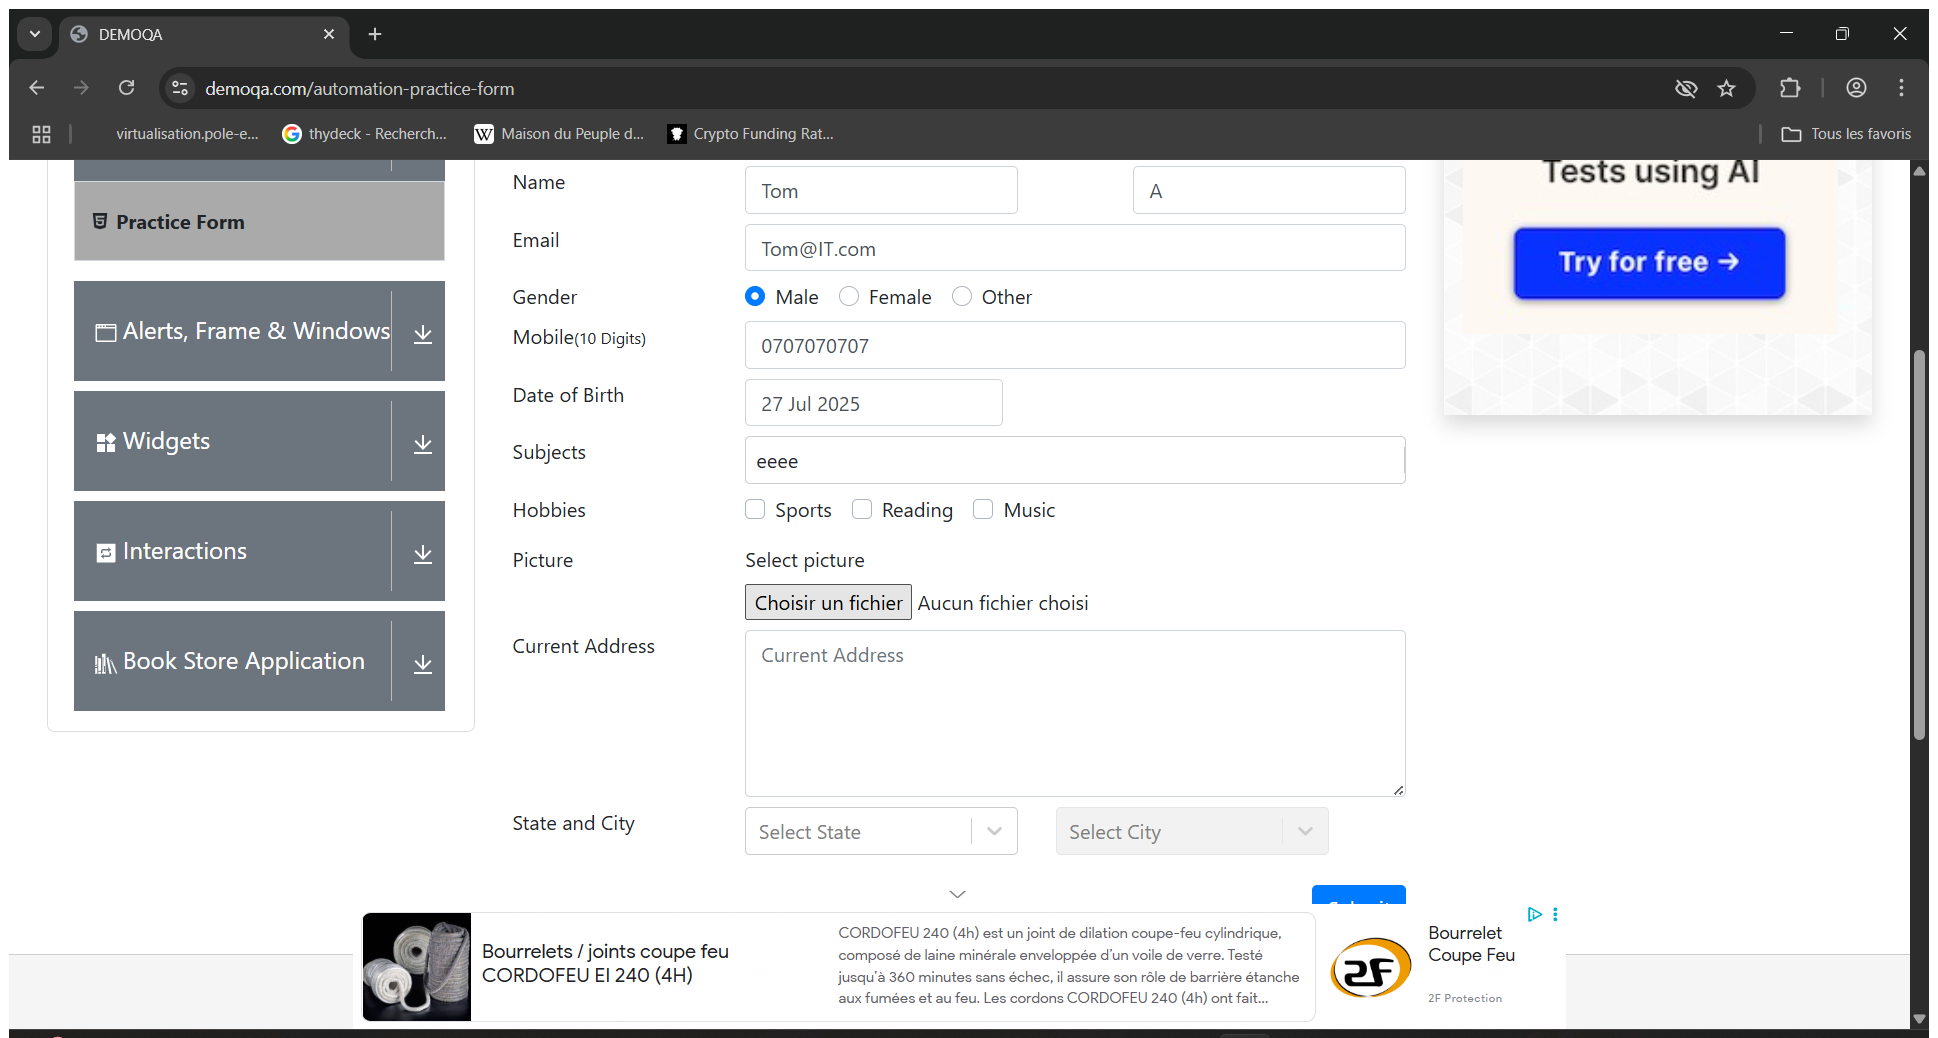 DEMOQA
demoqa.com/automation-practice-form
virtualisation.pole-e...
thydeck - Recherch...
Maison du Peuple d...
Crypto Funding Rat...
Tous les favoris
Practice Form
Alerts, Frame & Windows
Widgets
Interactions
Book Store Application
Name
Tom
A
Email
Tom@IT.com
Gender
Male
Female
Other
Mobile(10 Digits)
0707070707
Date of Birth
27 Jul 2025
Subjects
eeee
Hobbies
Sports
Reading
Music
Picture
Select picture
Choisir un fichier
Aucun fichier choisi
Current Address
Current Address
State and City
Select State
Select City
Submit
Tests using AI
Try for free →
Bourrelets / joints coupe feu
CORDOFEU EI 240 (4H)
CORDOFEU 240 (4h) est un joint de dilation coupe-feu cylindrique,
composé de laine minérale enveloppée d'un voile de verre. Testé
jusqu'à 360 minutes sans échec, il assure son rôle de barrière étanche
aux fumées et au feu. Les cordons CORDOFEU 240 (4h) ont fait...
2F
Bourrelet
Coupe Feu
2F Protection